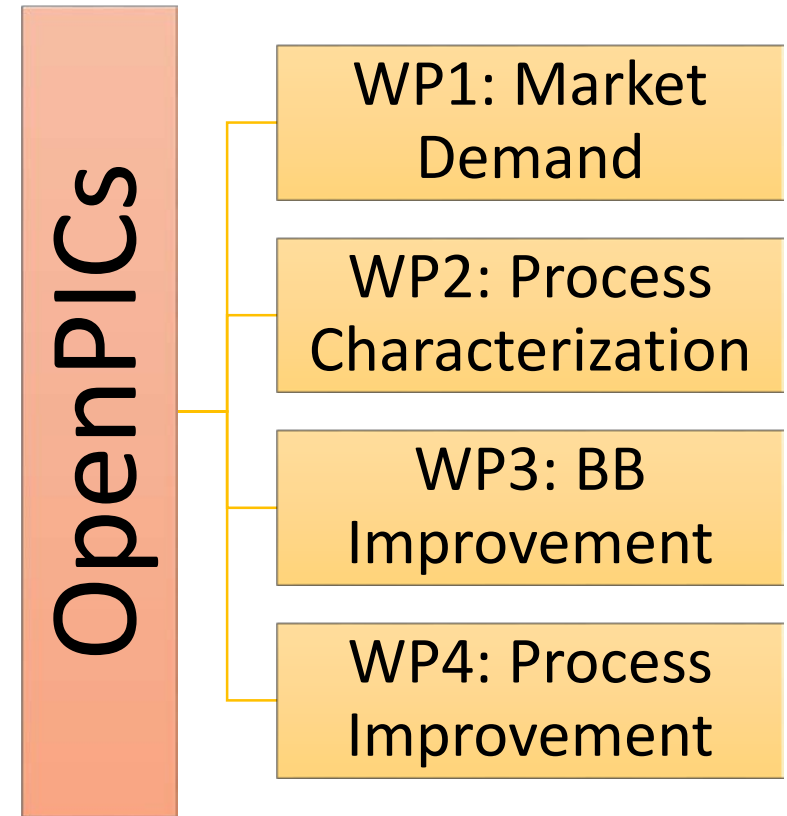 OpenPICs
WP1: Market
Demand
WP2: Process
Characterization
WP3: BB
Improvement
WP4: Process
Improvement